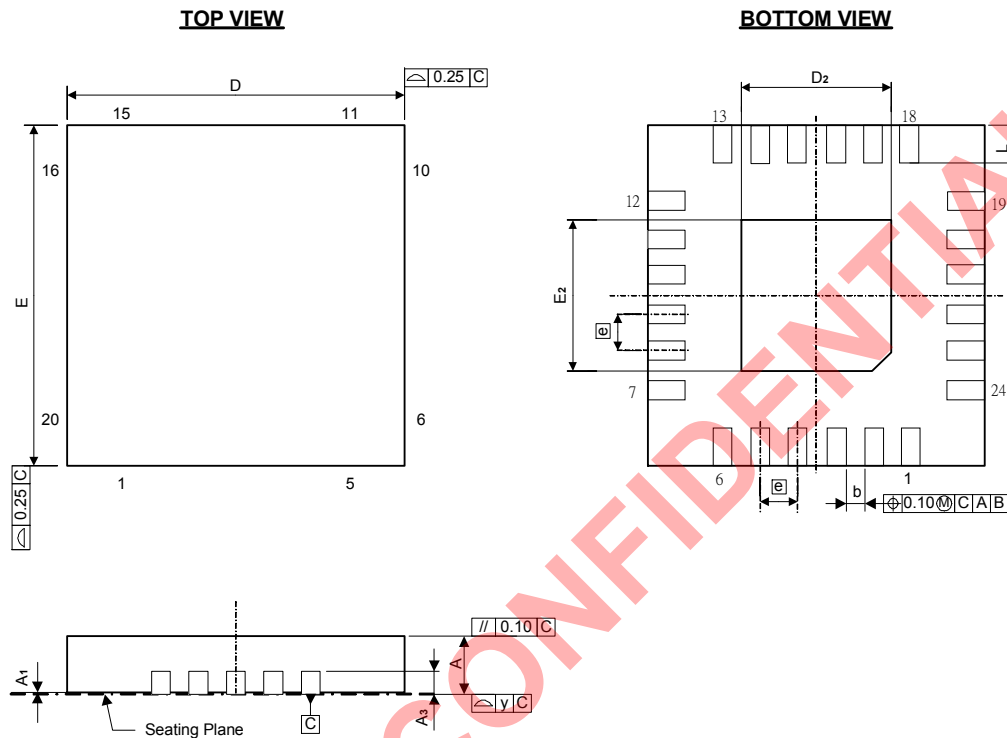 TOP VIEW
BOTTOM VIEW
D
⌓ 0.25 C
15
11
16
10
E
20
6
1
5
⌓ 0.25 C
D2
13
18
L
12
19
E2
e
7
24
6
e
b
1
⌖ 0.10 Ⓜ C A B
// 0.10 C
A
A1
A3
⌓ y C
C
Seating Plane
CONFIDENTIA